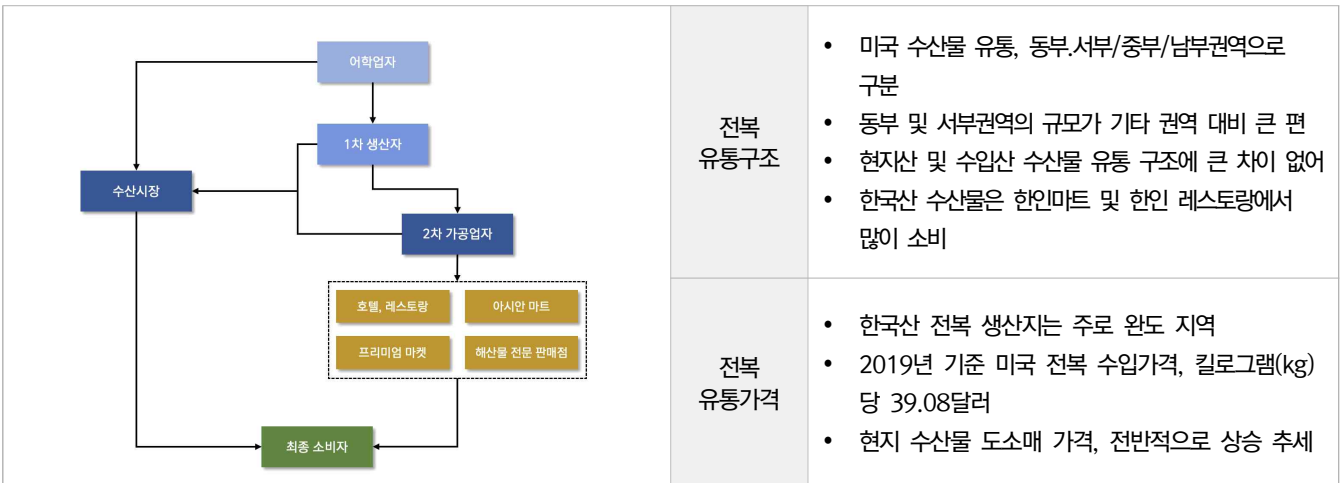 어학업자
1차 생산자
수산시장
2차 가공업자
호텔, 레스토랑
아시안 마트
프리미엄 마켓
해산물 전문 판매점
최종 소비자
전복
유통구조
• 미국 수산물 유통, 동부.서부/중부/남부권역으로
구분
• 동부 및 서부권역의 규모가 기타 권역 대비 큰 편
• 현지산 및 수입산 수산물 유통 구조에 큰 차이 없어
• 한국산 수산물은 한인마트 및 한인 레스토랑에서
많이 소비
전복
유통가격
• 한국산 전복 생산지는 주로 완도 지역
• 2019년 기준 미국 전복 수입가격, 킬로그램(kg)
당 39.08달러
• 현지 수산물 도소매 가격, 전반적으로 상승 추세